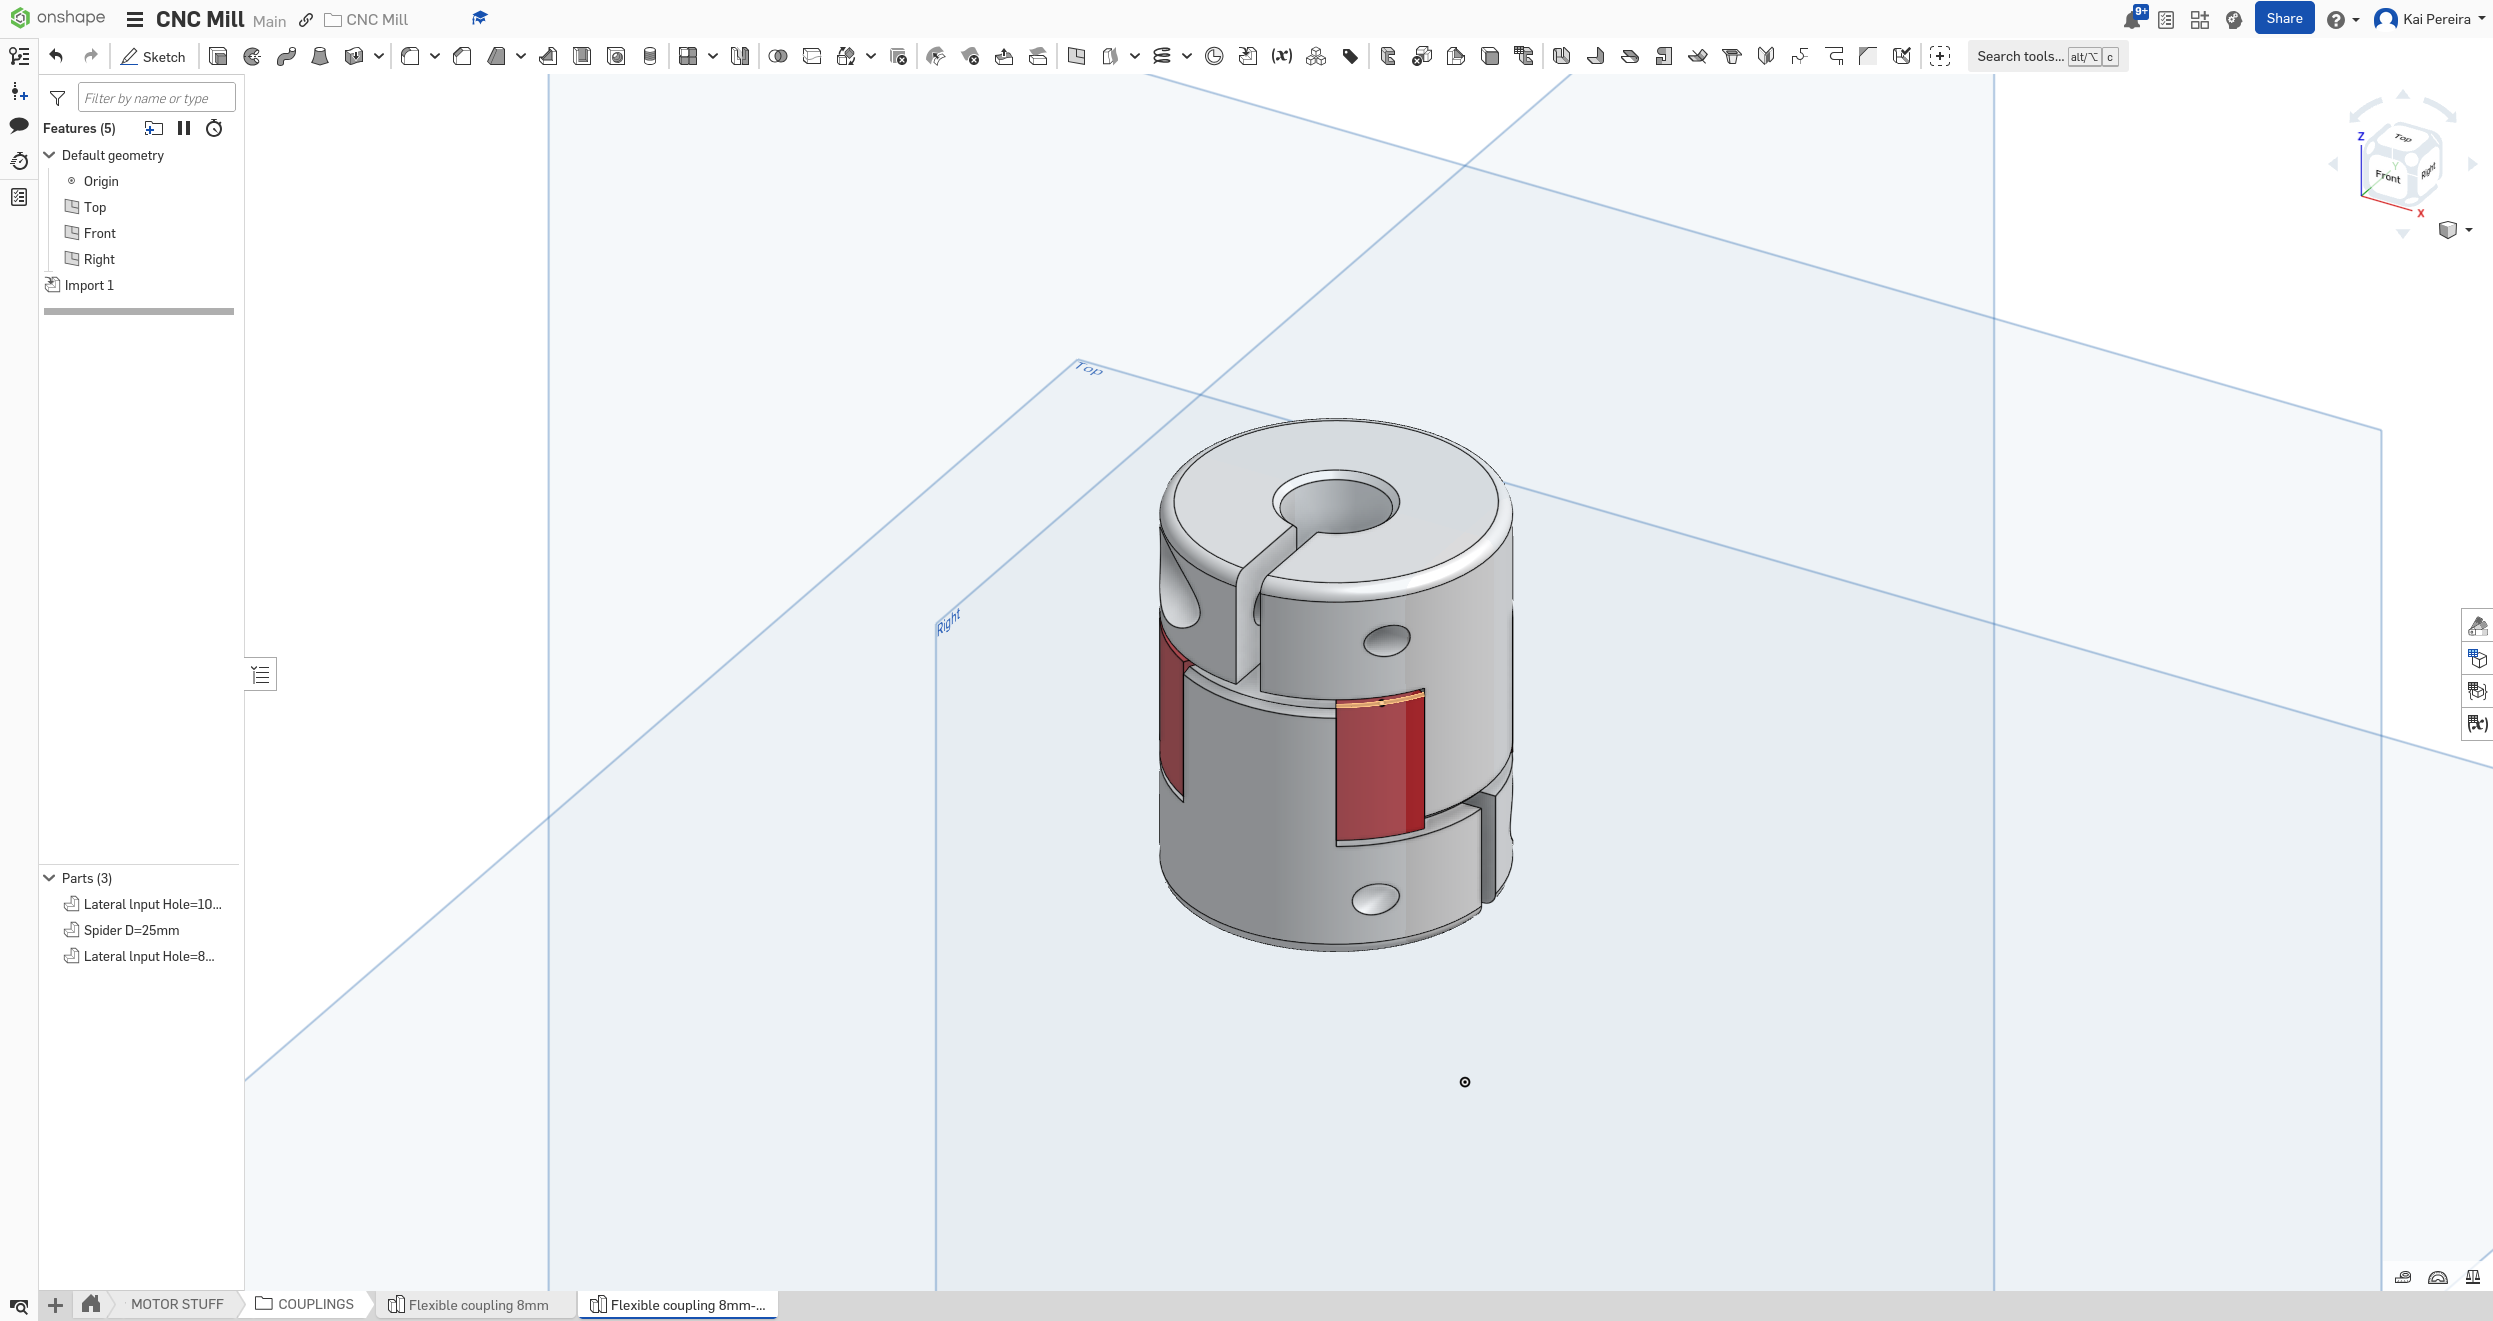 onshape CNC Mill Main CNC Mill 9+ Share Kai Pereira
Sketch (x) Search tools... alt/⌥ c
Filter by name or type
Features (5)
Default geometry
Origin
Top
Front
Right
Import 1
Top
Right
Z
Top
Y
Front
Right
X
(x)
Parts (3)
Lateral Input Hole=10...
Spider D=25mm
Lateral Input Hole=8...
MOTOR STUFF COUPLINGS Flexible coupling 8mm Flexible coupling 8mm-...